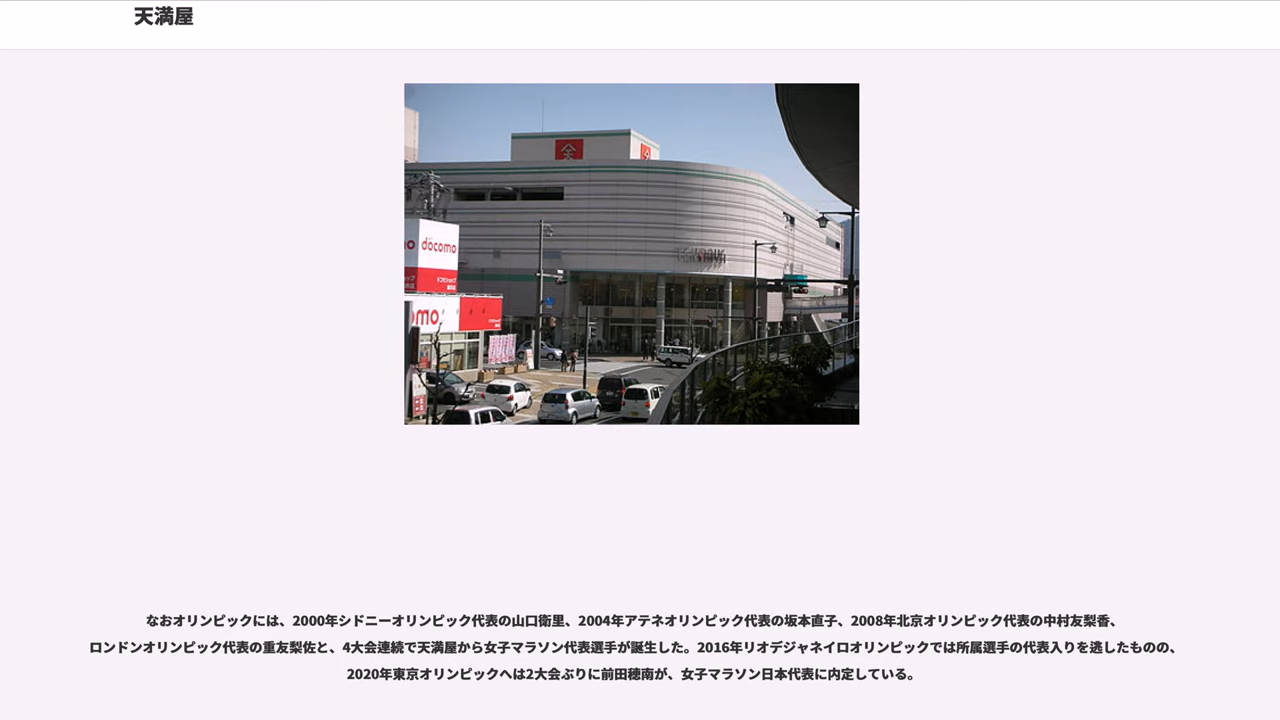 天満屋
docomo
TENMAYA
なおオリンピックには、2000年シドニーオリンピック代表の山口衛里、2004年アテネオリンピック代表の坂本直子、2008年北京オリンピック代表の中村友梨香、
ロンドンオリンピック代表の重友梨佐と、4大会連続で天満屋から女子マラソン代表選手が誕生した。2016年リオデジャネイロオリンピックでは所属選手の代表入りを逃したものの、
2020年東京オリンピックへは2大会ぶりに前田穂南が、女子マラソン日本代表に内定している。